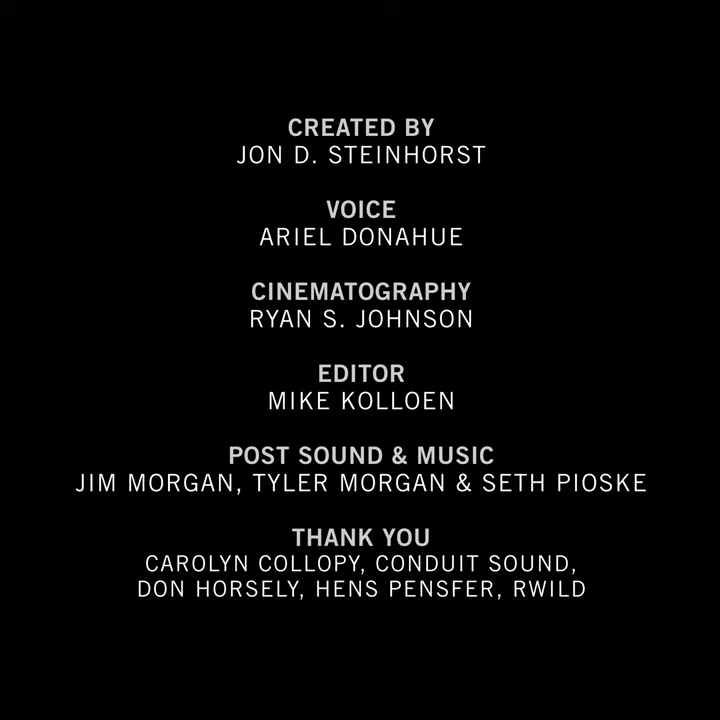 CREATED BY
JON D. STEINHORST
VOICE
ARIEL DONAHUE
CINEMATOGRAPHY
RYAN S. JOHNSON
EDITOR
MIKE KOLLOEN
POST SOUND & MUSIC
JIM MORGAN, TYLER MORGAN & SETH PIOSKE
THANK YOU
CAROLYN COLLOPY, CONDUIT SOUND,
DON HORSELY, HENS PENSFER, RWILD